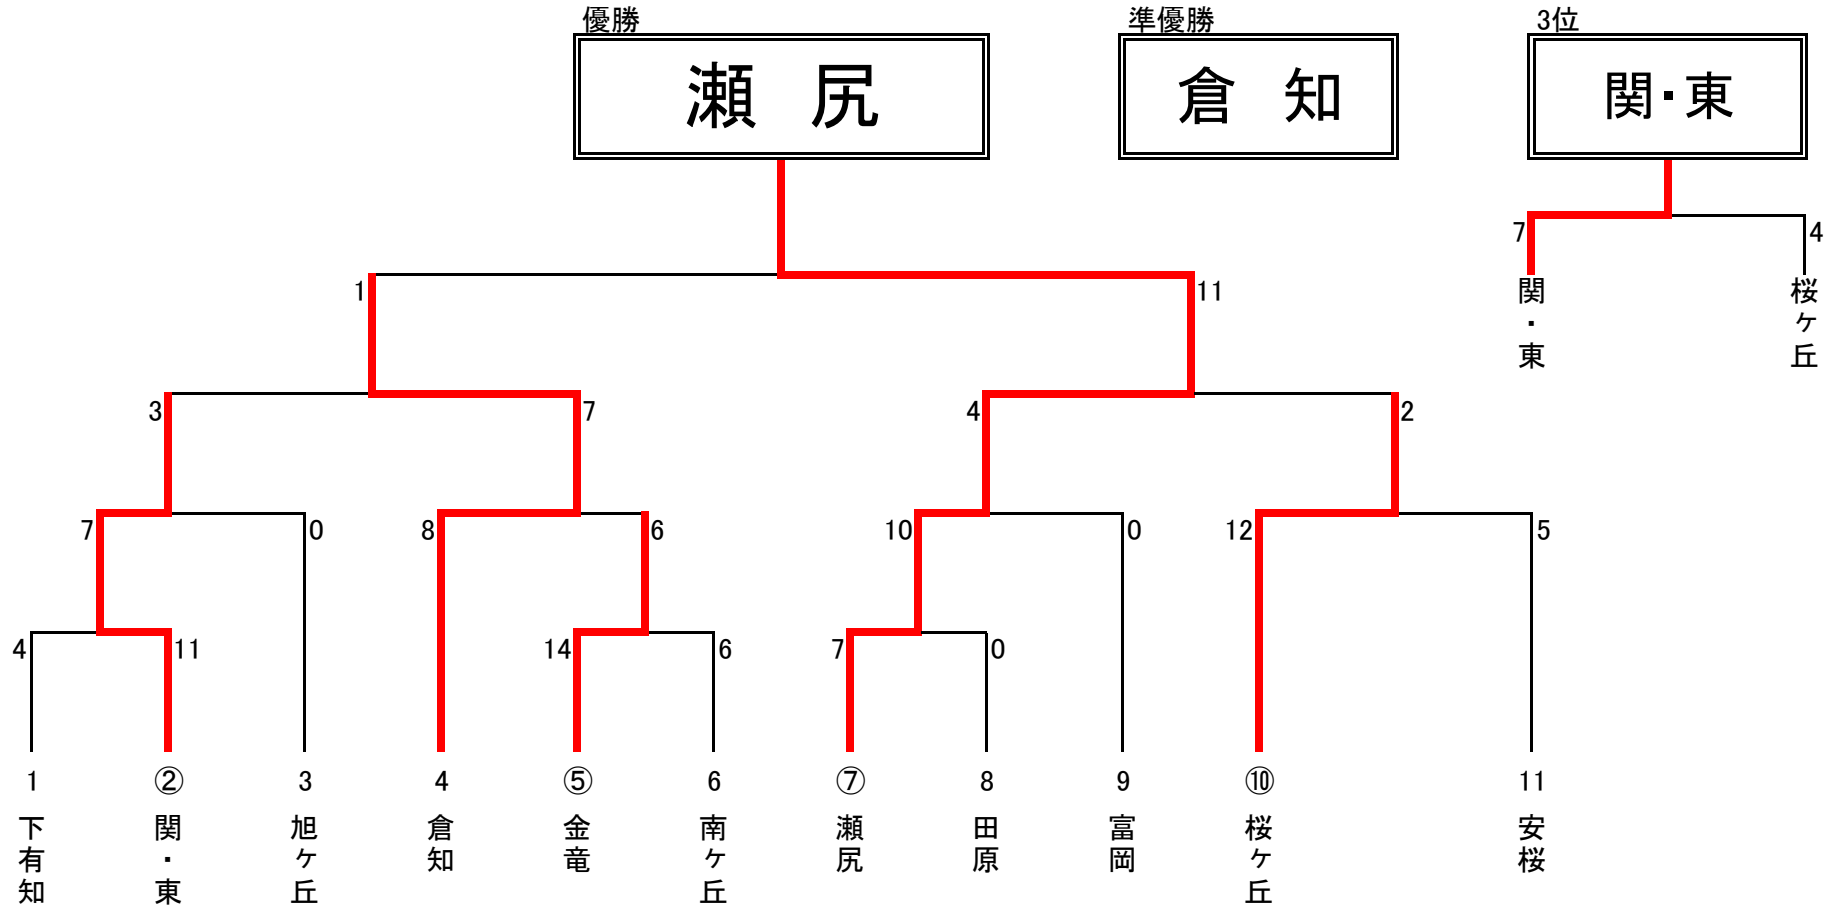 優勝
準優勝
3位
瀬 尻
倉 知
関・東
7
4
関・東
桜ケ丘
1
11
3
7
4
2
7
0
8
6
10
0
12
5
4
11
14
6
7
0
1
②
3
4
⑤
6
⑦
8
9
⑩
11
下有知
関・東
旭ケ丘
倉知
金竜
南ケ丘
瀬尻
田原
富岡
桜ケ丘
安桜